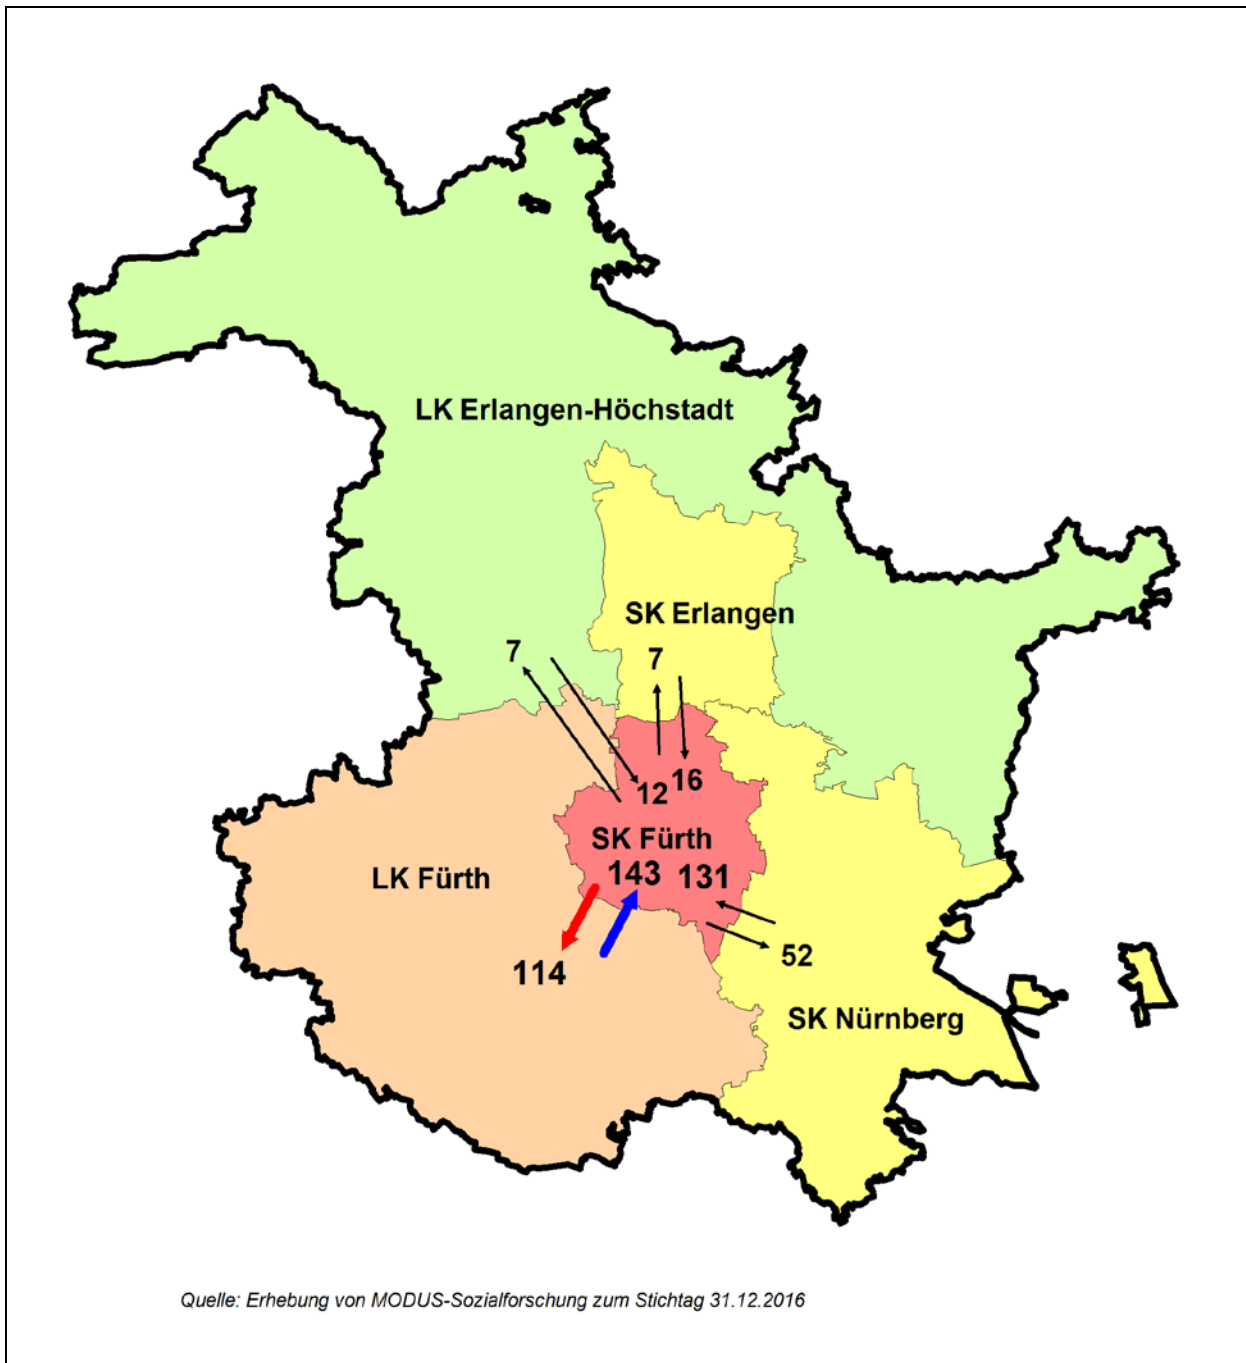 LK Erlangen-Höchstadt
SK Erlangen
7
7
12
16
SK Fürth
143
131
LK Fürth
114
52
SK Nürnberg
Quelle: Erhebung von MODUS-Sozialforschung zum Stichtag 31.12.2016